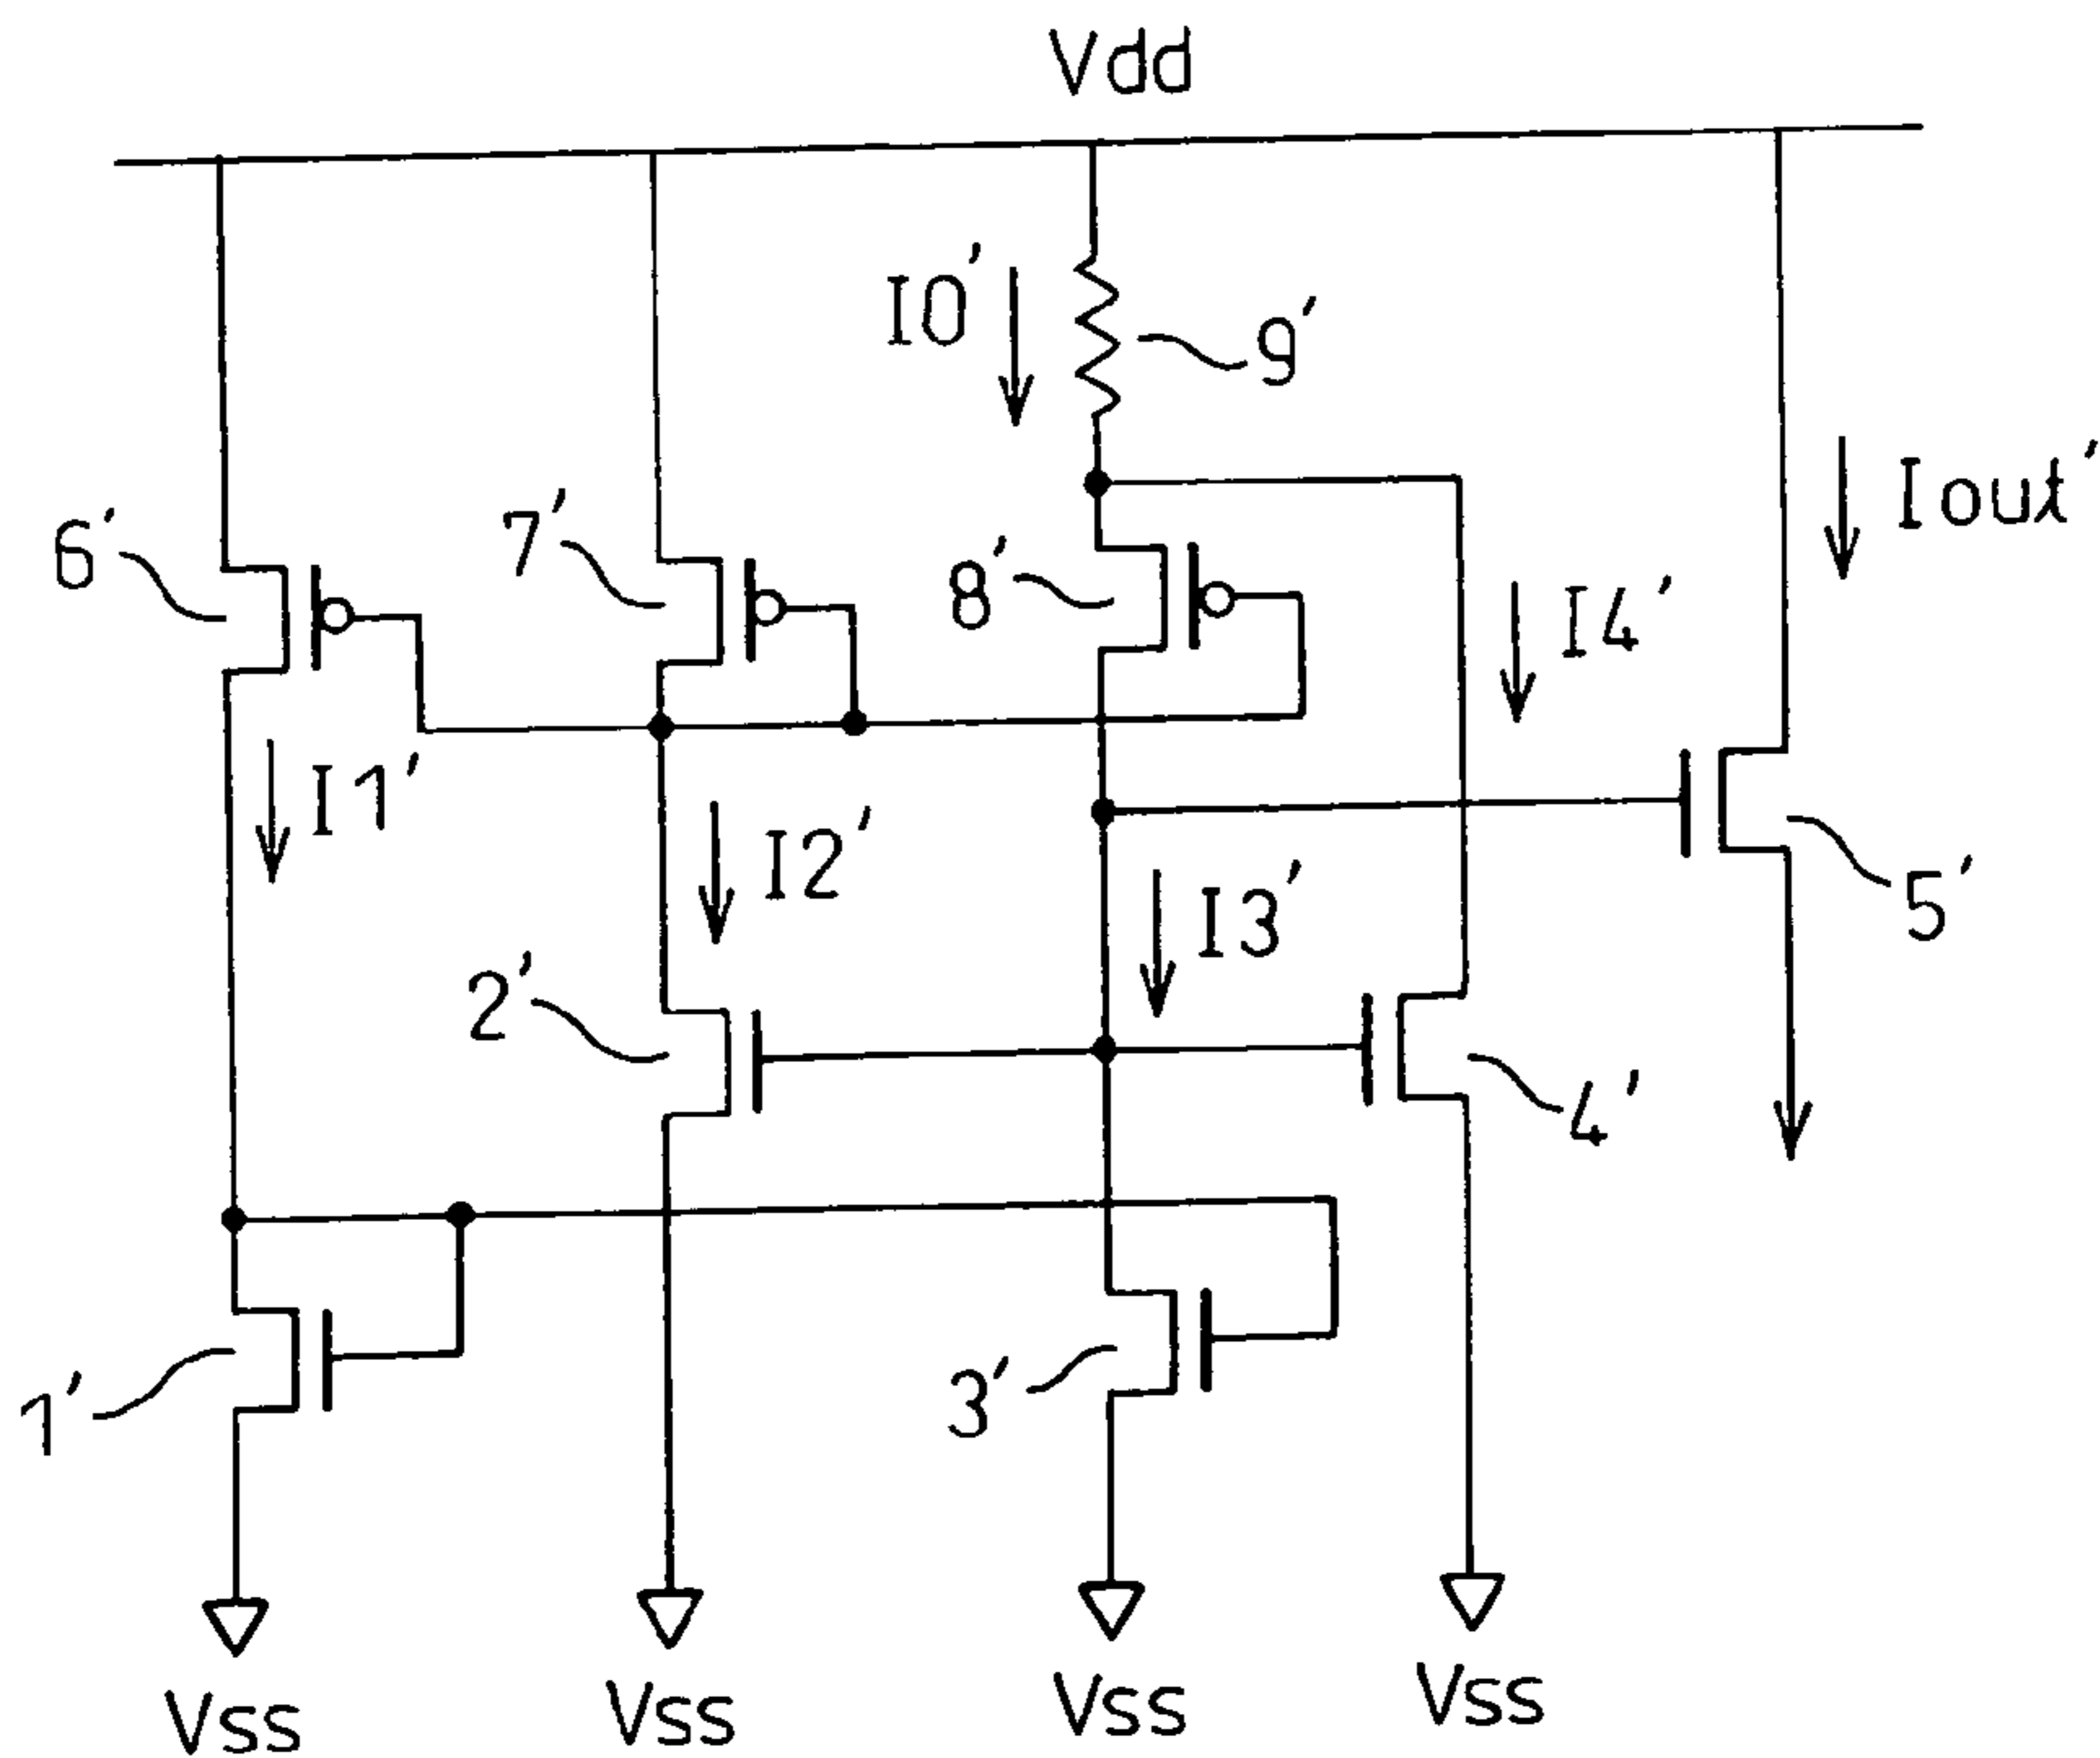 Vdd
I0′
9′
Iout′
6′
7′
8′
I4′
I1′
I2′
I3′
5′
2′
4′
1′
3′
Vss
Vss
Vss
Vss